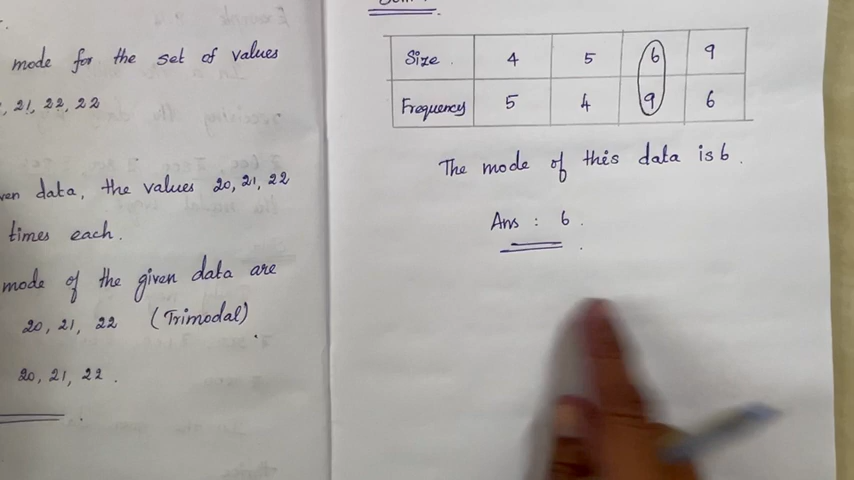 mode for the set of values
, 21, 22, 22
data, the values 20, 21, 22
times each.
mode of the given data are
20, 21, 22 (Trimodal)
20, 21, 22.
Size 4 5 6 9
Frequency 5 4 9 6
The mode of this data is 6.
Ans : 6.